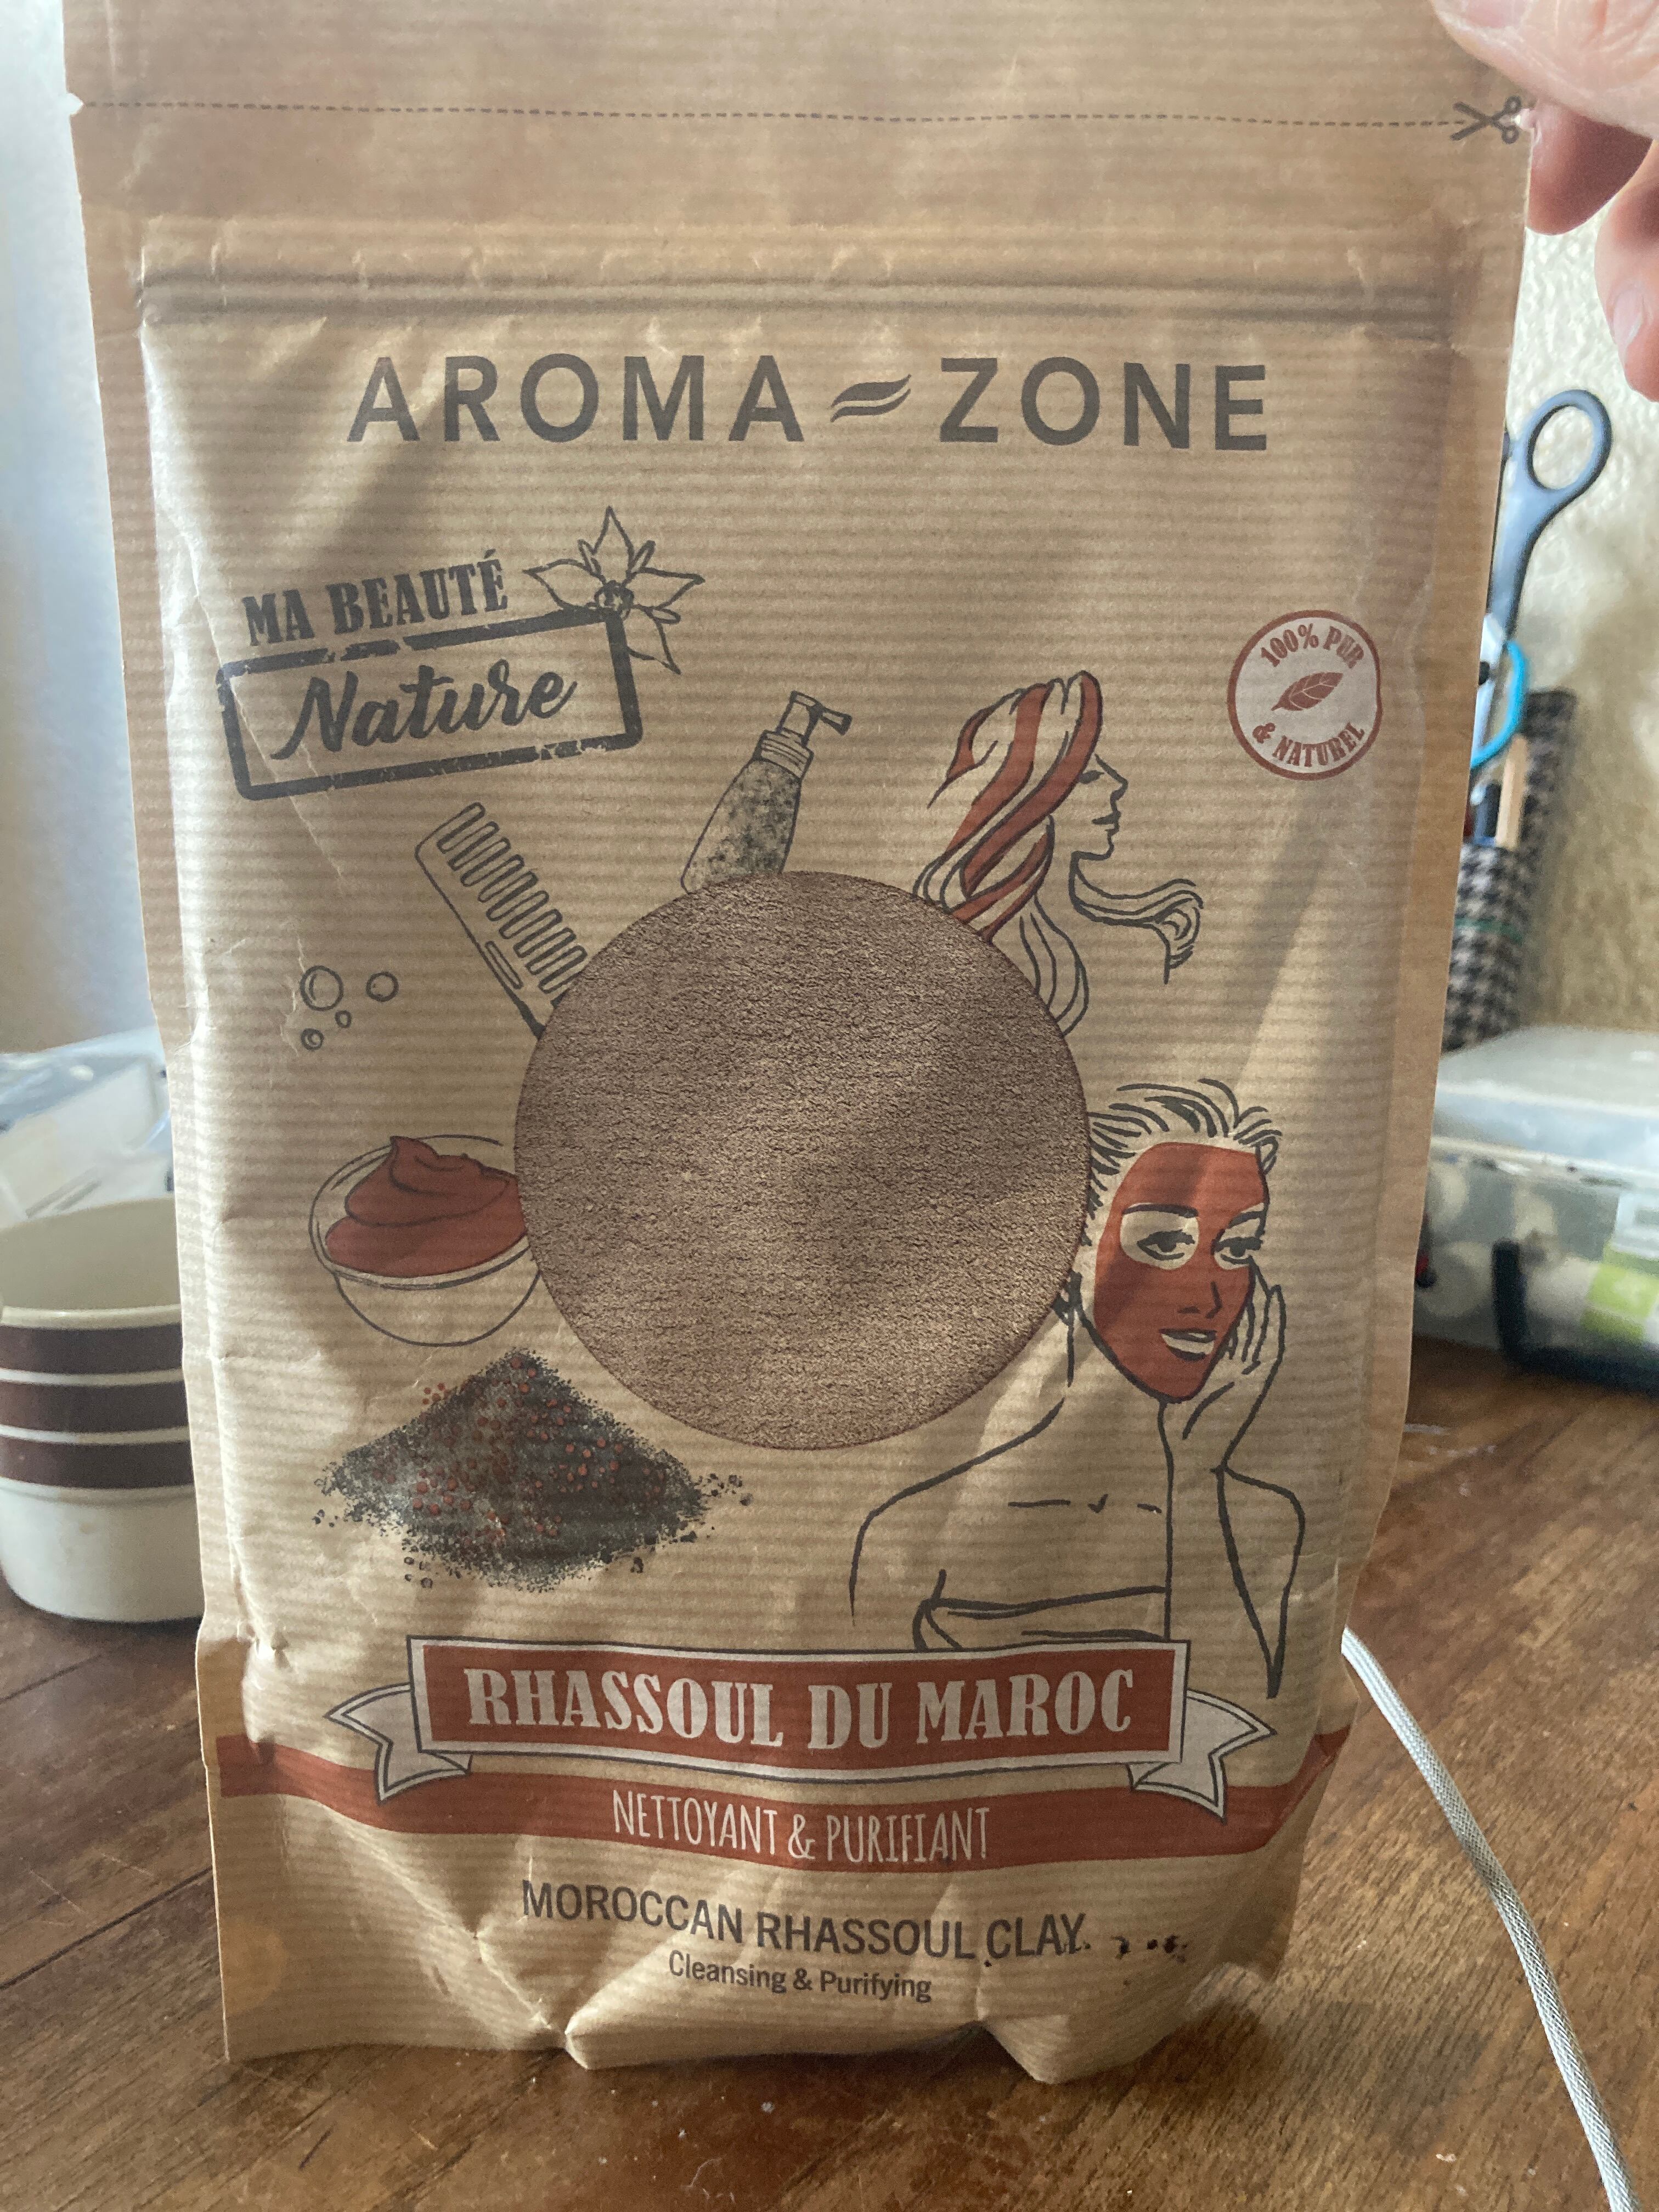 AROMA ZONE
MA BEAUTÉ
Nature
100% PUR
& NATUREL
RHASSOUL DU MAROC
NETTOYANT & PURIFIANT
MOROCCAN RHASSOUL CLAY
Cleansing & Purifying